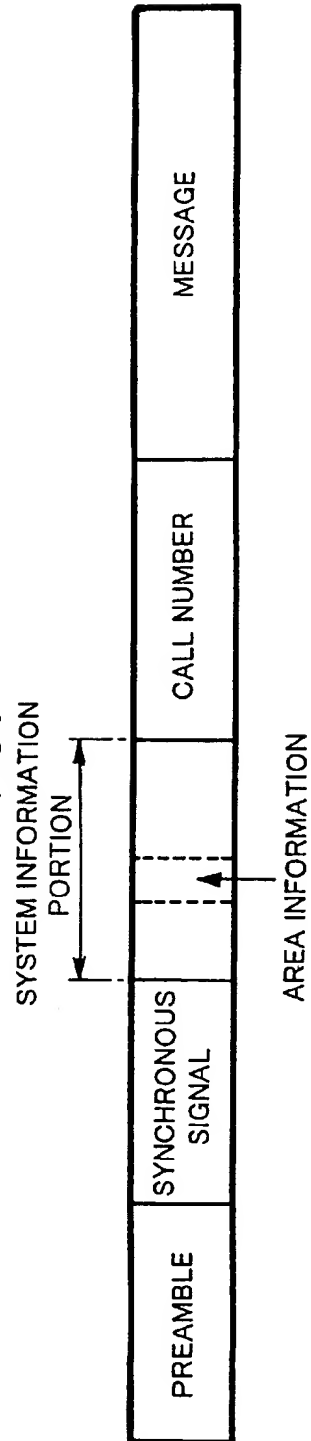 SYSTEM INFORMATION
PORTION
PREAMBLE
SYNCHRONOUS
SIGNAL
CALL NUMBER
MESSAGE
AREA INFORMATION